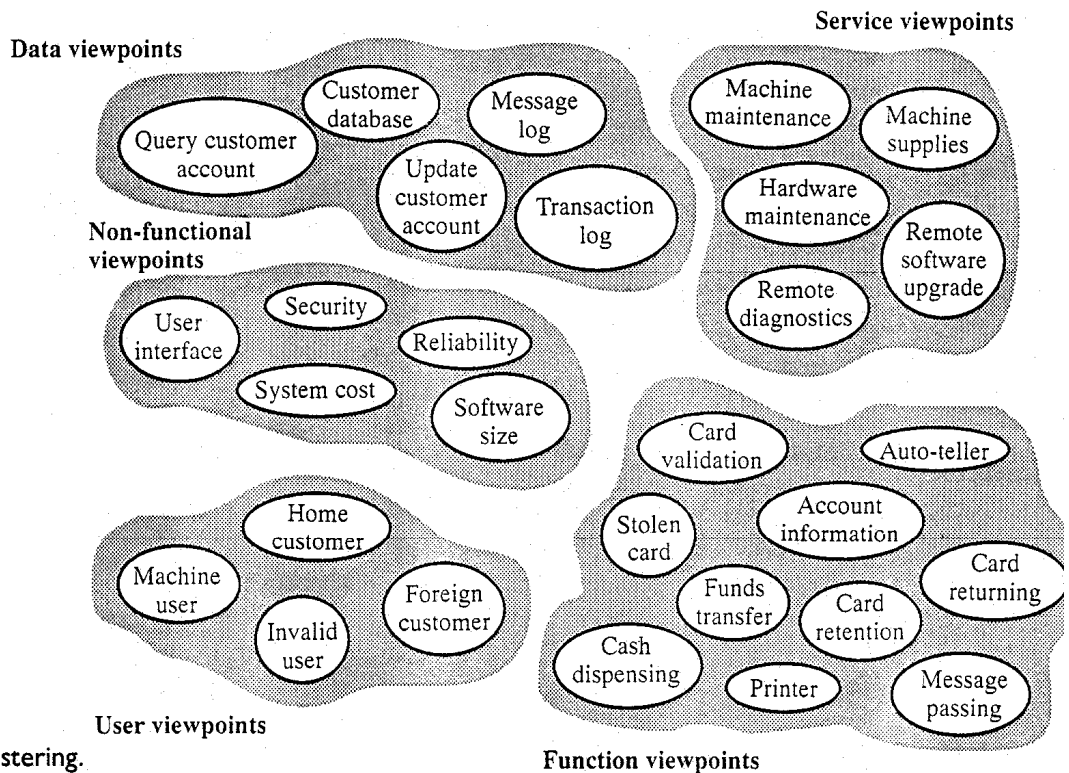 Service viewpoints
Data viewpoints
Customer
database
Message
log
Query customer
account
Update
customer
account
Transaction
log
Machine
maintenance
Machine
supplies
Hardware
maintenance
Remote
software
upgrade
Remote
diagnostics
Non-functional
viewpoints
User
interface
Security
Reliability
System cost
Software
size
Home
customer
Machine
user
Foreign
customer
Invalid
user
User viewpoints
Card
validation
Auto-teller
Stolen
card
Account
information
Card
returning
Funds
transfer
Card
retention
Cash
dispensing
Printer
Message
passing
Function viewpoints
stering.